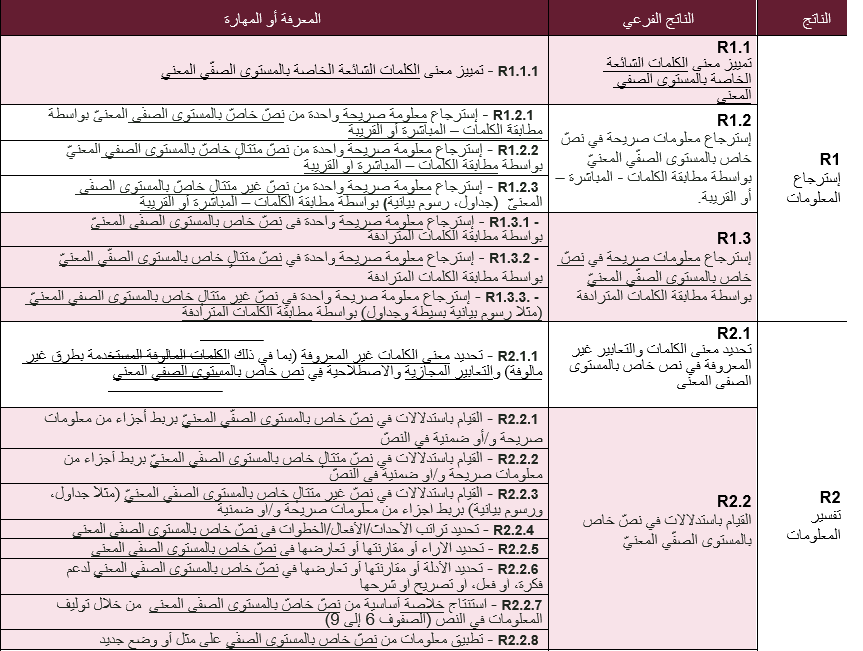 الناتج
الناتج الفرعي
المعرفة أو المهارة
R1
إسترجاع
المعلومات
R1.1
تمييز معنى الكلمات الشائعة
الخاصة بالمستوى الصفّي
المعني
R1.1.1 - تمييز معنى الكلمات الشائعة الخاصة بالمستوى الصفّي المعني
R1.2
إسترجاع معلومات صريحة في نصّ
خاص بالمستوى الصفّي المعنيّ
بواسطة مطابقة الكلمات - المباشرة –
أو القريبة.
R1.2.1 - إسترجاع معلومة صريحة واحدة من نصّ خاصّ بالمستوى الصفّي المعنيّ بواسطة
مطابقة الكلمات – المباشرة أو القريبة
R1.2.2 - إسترجاع معلومة صريحة واحدة من نصّ متتالٍ خاصّ بالمستوى الصفي المعنيّ
بواسطة مطابقة الكلمات – المباشرة او القريبة
R1.2.3 - إسترجاع معلومة صريحة واحدة من نصّ غير متتالٍ خاصّ بالمستوى الصفّي
المعنيّ (جداول، رسوم بيانية) بواسطة مطابقة الكلمات – المباشرة أو القريبة
R1.3
إسترجاع معلومات صريحة في نصّ
خاص بالمستوى الصفّي المعنيّ
بواسطة مطابقة الكلمات المترادفة
- R1.3.1 - إسترجاع معلومة صريحة واحدة في نصّ خاص بالمستوى الصفّي المعنيّ
بواسطة مطابقة الكلمات المترادفة
- R1.3.2 - إسترجاع معلومة صريحة واحدة في نصّ متتالٍ خاص بالمستوى الصفّي المعنيّ
بواسطة مطابقة الكلمات المترادفة
- R1.3.3. - إسترجاع معلومة صريحة واحدة في نصّ غير متتالٍ خاص بالمستوى الصفي المعنيّ
(مثلا رسوم بيانية بسيطة وجداول) بواسطة مطابقة الكلمات المترادفة
R2
تفسير
المعلومات
R2.1
تحديد معنى الكلمات والتعابير غير
المعروفة في نص خاص بالمستوى
الصفي المعني
R2.1.1 - تحديد معنى الكلمات غير المعروفة (بما في ذلك الكلمات المالوفة المستخدمة بطرق غير
مالوفة) والتعابير المجازية والاصطلاحية في نص خاص بالمستوى الصفي المعني
R2.2
القيام باستدلالات في نصّ خاص
بالمستوى الصفّي المعنيّ
R2.2.1 - القيام باستدلالات في نصّ خاص بالمستوى الصفّي المعنيّ بربط أجزاء من معلومات
صريحة و/أو ضمنية في النصّ
R2.2.2 - القيام باستدلالات في نصّ متتالٍ خاص بالمستوى الصفّي المعنيّ بربط أجزاء من
معلومات صريحة و/او ضمنية في النصّ
R2.2.3 - القيام باستدلالات في نصّ غير متتالٍ خاص بالمستوى الصفّي المعنيّ (مثلا جداول،
ورسوم بيانية) بربط اجزاء من معلومات صريحة و/او ضمنية
R2.2.4 - تحديد تراتب الأحداث/الأفعال/الخطوات في نصّ خاص بالمستوى الصفي المعني
R2.2.5 - تحديد الاراء أو مقارنتها أو تعارضها في نصّ خاص بالمستوى الصفي المعني
R2.2.6 - تحديد الأدلة أو مقارنتها أو تعارضها في نصّ خاص بالمستوى الصفي المعني لدعم
فكرة، او فعل، او تصريح او شرحها
R2.2.7 - استنتاج خلاصة أساسية من نصّ خاصّ بالمستوى الصفي المعني من خلال توليف
المعلومات في النص (الصفوف 6 إلى 9)
R2.2.8 - تطبيق معلومات من نصّ خاص بالمستوى الصفّي على مثل أو وضع جديد